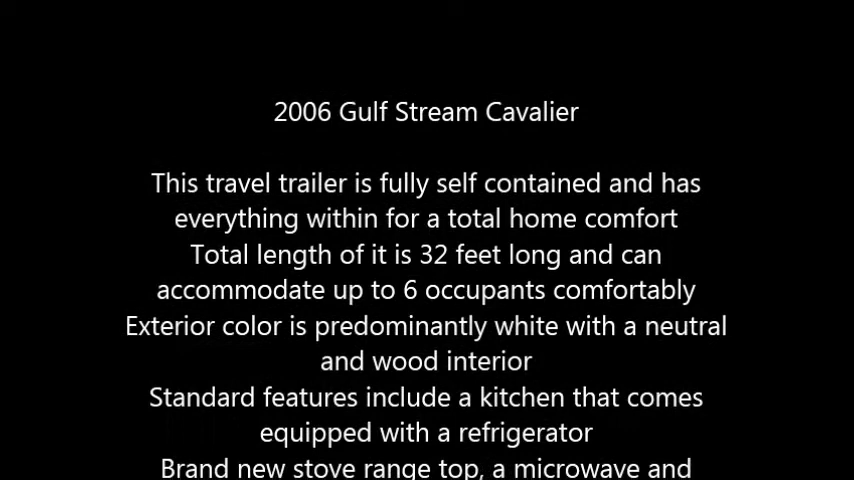 2006 Gulf Stream Cavalier
This travel trailer is fully self contained and has
everything within for a total home comfort
Total length of it is 32 feet long and can
accommodate up to 6 occupants comfortably
Exterior color is predominantly white with a neutral
and wood interior
Standard features include a kitchen that comes
equipped with a refrigerator
Brand new stove range top, a microwave and